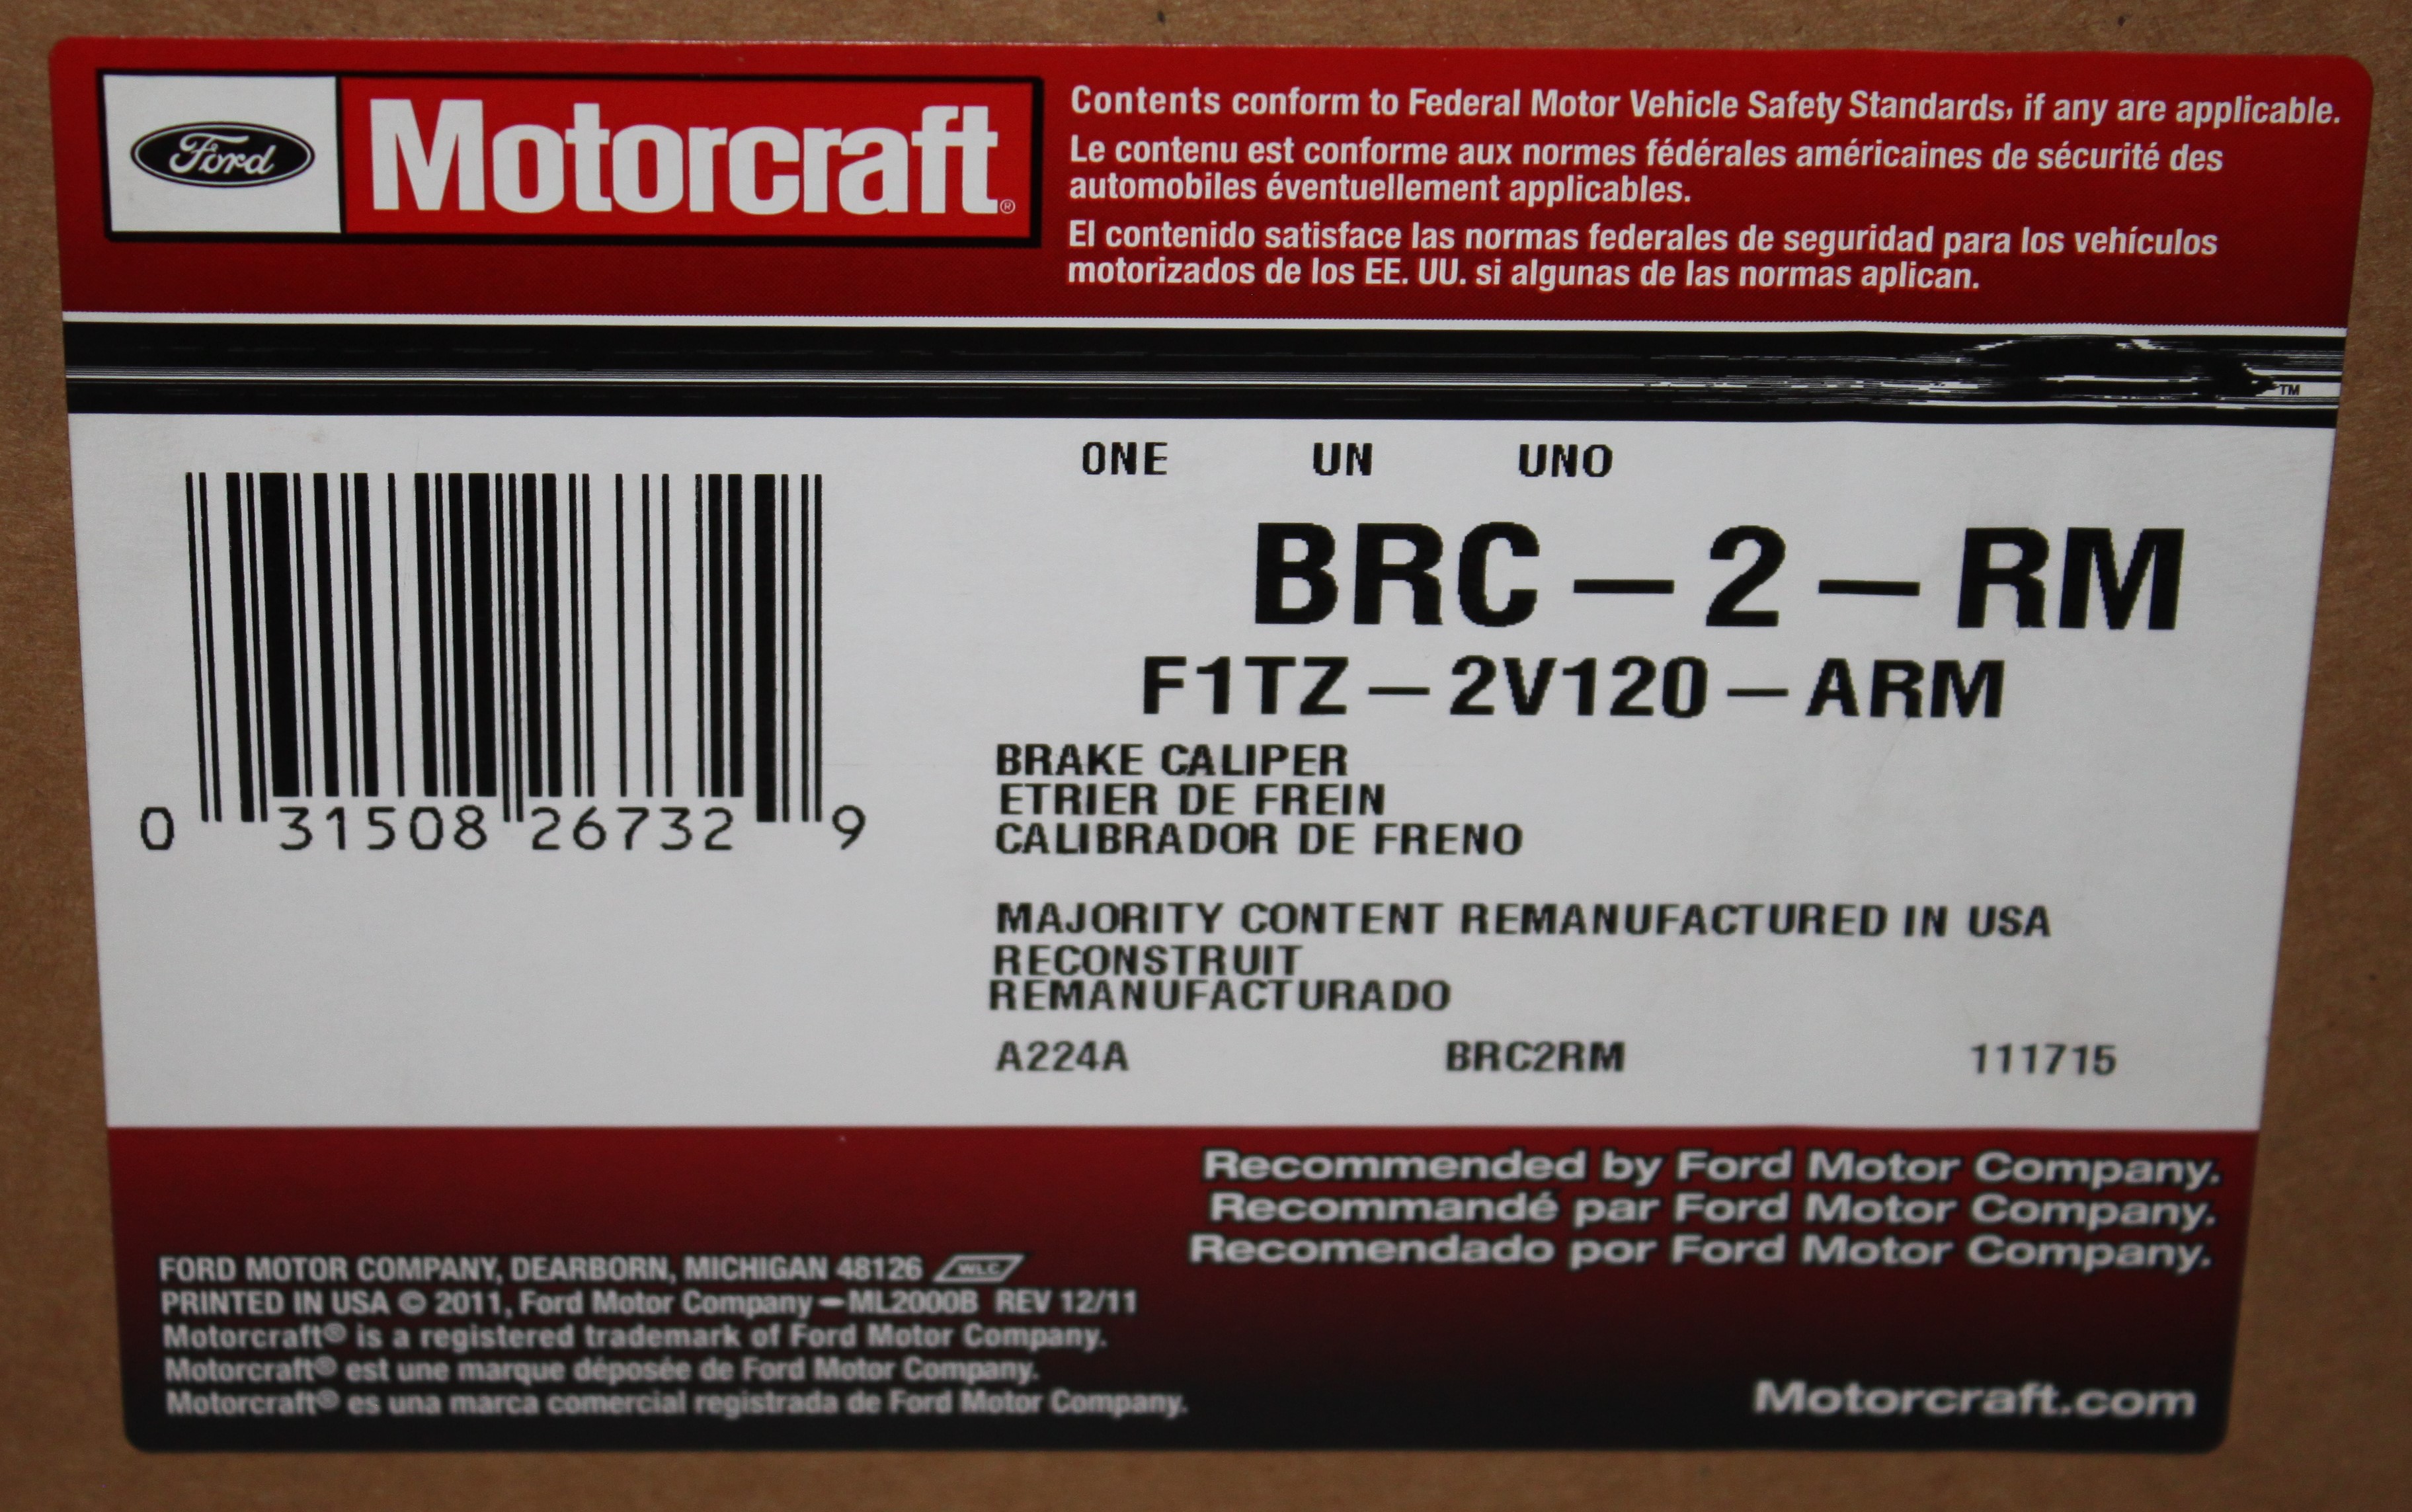 Ford
Motorcraft®
Contents conform to Federal Motor Vehicle Safety Standards, if any are applicable.
Le contenu est conforme aux normes fédérales américaines de sécurité des
automobiles éventuellement applicables.
El contenido satisface las normas federales de seguridad para los vehículos
motorizados de los EE. UU. si algunas de las normas aplican.
TM
ONE UN UNO
BRC-2-RM
F1TZ-2V120-ARM
BRAKE CALIPER
ETRIER DE FREIN
CALIBRADOR DE FRENO
0 31508 26732 9
MAJORITY CONTENT REMANUFACTURED IN USA
RECONSTRUIT
REMANUFACTURADO
A224A BRC2RM 111715
Recommended by Ford Motor Company.
Recommandé par Ford Motor Company.
Recomendado por Ford Motor Company.
FORD MOTOR COMPANY, DEARBORN, MICHIGAN 48126 WLC
PRINTED IN USA © 2011, Ford Motor Company—ML2000B REV 12/11
Motorcraft® is a registered trademark of Ford Motor Company.
Motorcraft® est une marque déposée de Ford Motor Company.
Motorcraft® es una marca comercial registrada de Ford Motor Company.
Motorcraft.com